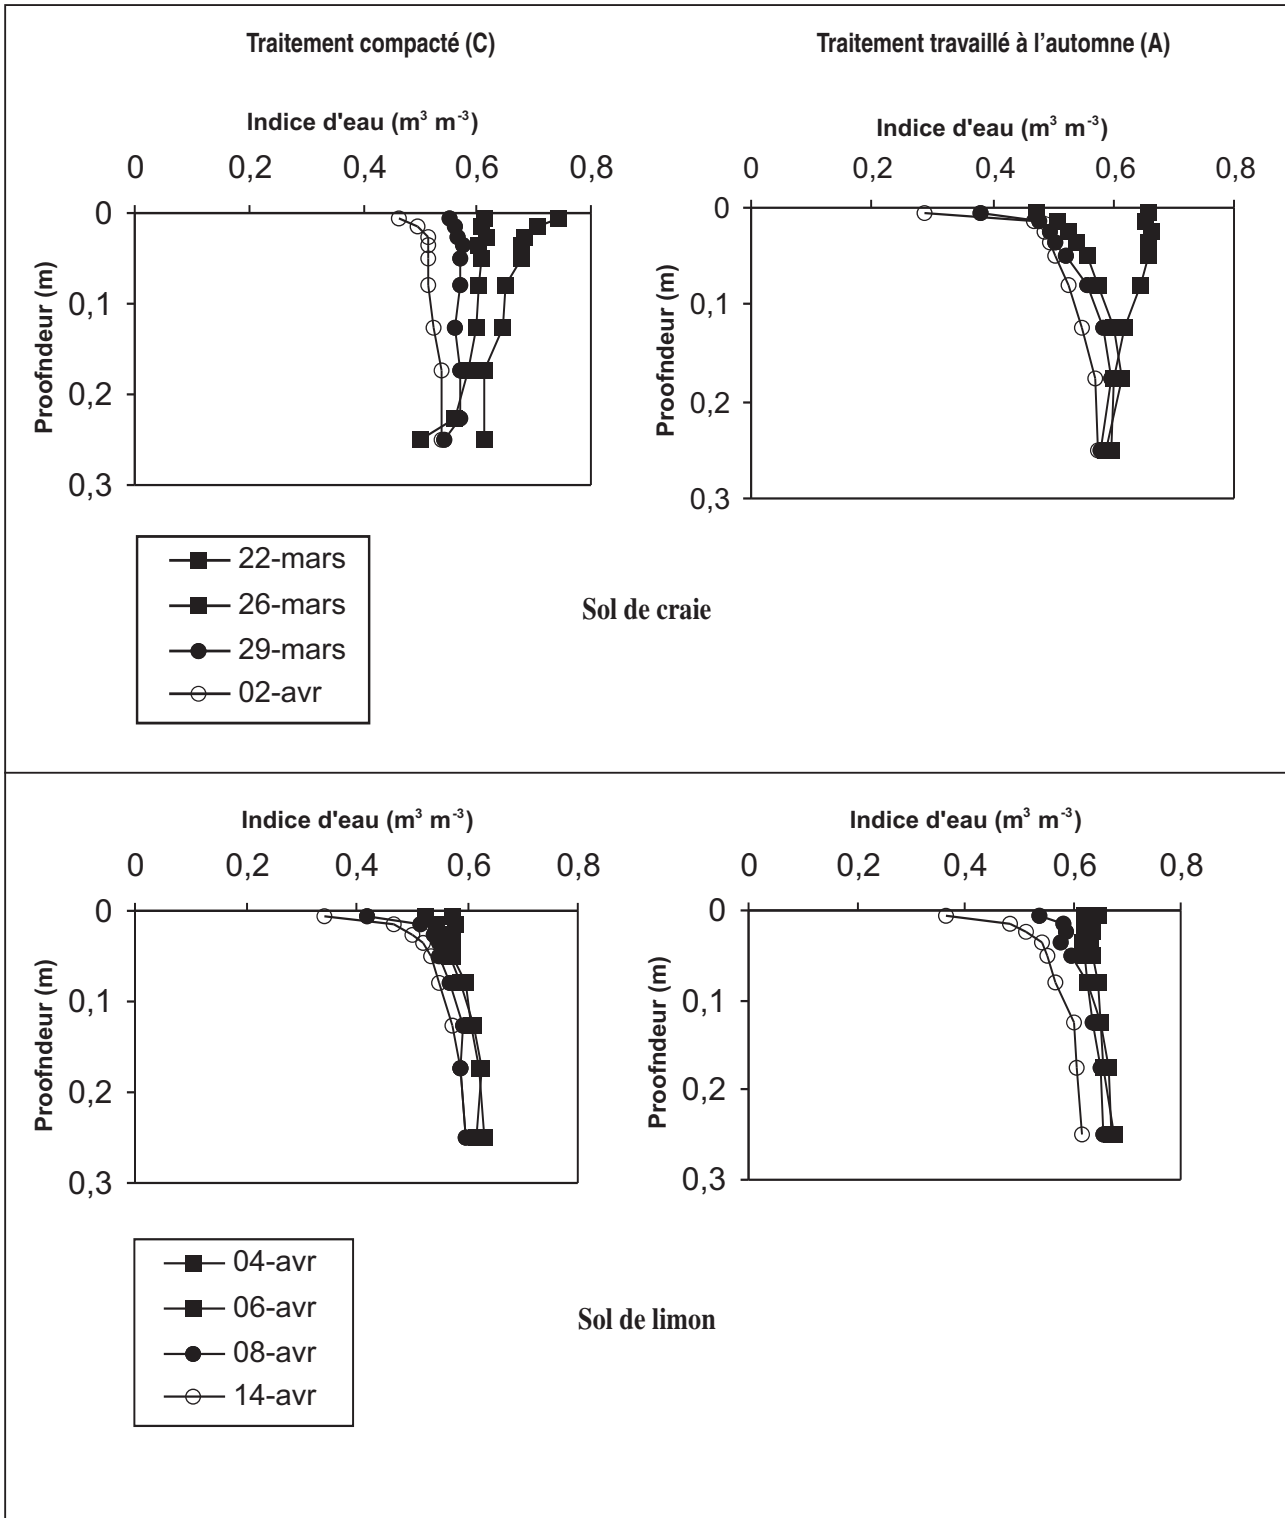 Traitement compacté (C)
Traitement travaillé à l'automne (A)
Indice d'eau (m³ m⁻³)
0 0,2 0,4 0,6 0,8
0
0,1
0,2
0,3
Proofndeur (m)
Indice d'eau (m³ m⁻³)
0 0,2 0,4 0,6 0,8
0
0,1
0,2
0,3
Proofndeur (m)
22-mars
26-mars
29-mars
02-avr
Sol de craie
Indice d'eau (m³ m⁻³)
0 0,2 0,4 0,6 0,8
0
0,1
0,2
0,3
Proofndeur (m)
Indice d'eau (m³ m⁻³)
0 0,2 0,4 0,6 0,8
0
0,1
0,2
0,3
Proofndeur (m)
04-avr
06-avr
08-avr
14-avr
Sol de limon